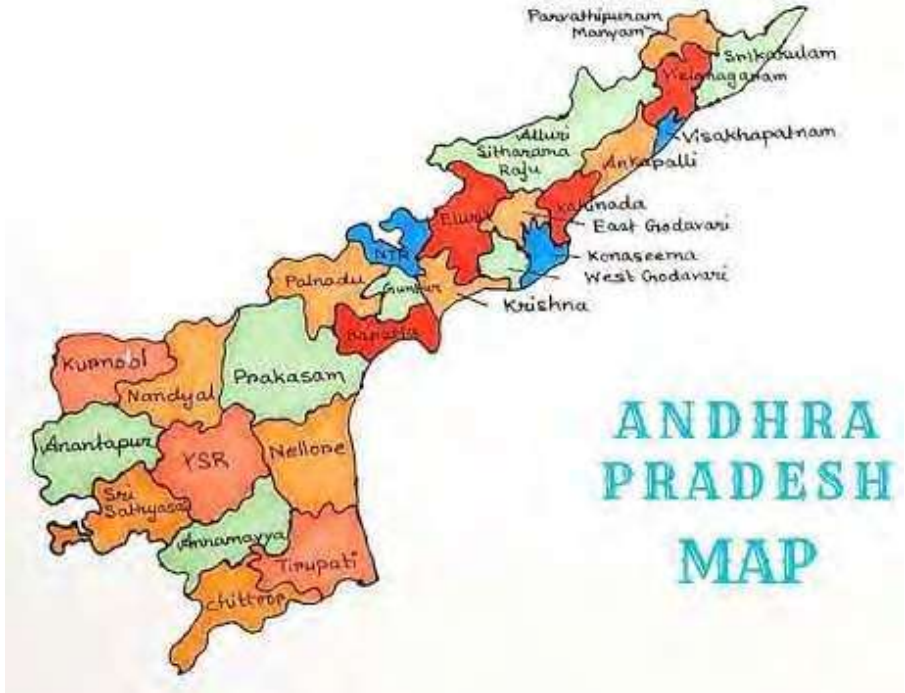 Parvathipuram
Manyam
Srikakulam
Vizianagaram
Visakhapatnam
Alluri
Sitharama
Raju
Ankapalli
Kakinada
Eluru
East Godavari
NTR
Konaseema
West Godavari
Palnadu
Guntur
Krishna
Bapatla
Kurnool
Prakasam
Nandyal
Anantapur
YSR
Nellore
Sri
Sathyasai
Annamayya
Tirupati
Chittoor
ANDHRA
PRADESH
MAP